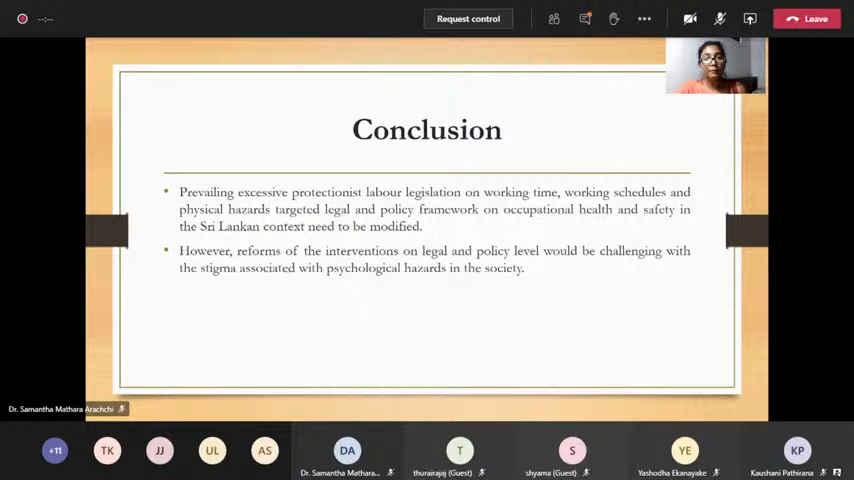 --:--
Request control
Leave
Conclusion
• Prevailing excessive protectionist labour legislation on working time, working schedules and
physical hazards targeted legal and policy framework on occupational health and safety in
the Sri Lankan context need to be modified.
• However, reforms of the interventions on legal and policy level would be challenging with
the stigma associated with psychological hazards in the society.
Dr. Samantha Mathara Arachchi
+11
TK
JJ
UL
AS
DA
T
S
YE
KP
Dr. Samantha Mathara...
thurairajaj (Guest)
shyama (Guest)
Yashodha Ekanayake
Kaushani Pathirana